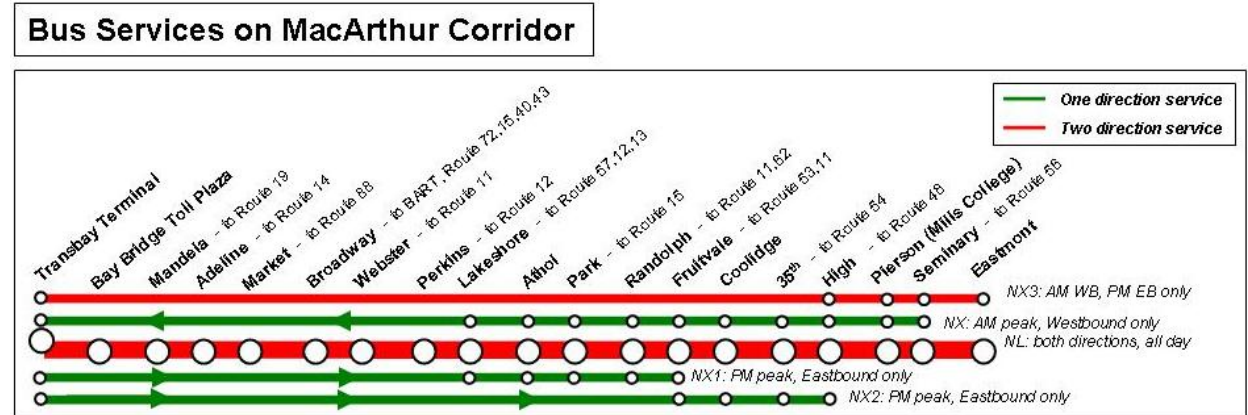 Bus Services on MacArthur Corridor
One direction service
Two direction service
Transbay Terminal
Bay Bridge Toll Plaza
Mandela - to Route 19
Adeline - to Route 14
Market - to Route 88
Broadway - to BART, Route 72,15,40,43
Webster - to Route 11
Perkins - to Route 12
Lakeshore - to Route 57,12,13
Athol
Park - to Route 15
Randolph - to Route 11,62
Fruitvale - to Route 53,11
Coolidge
35th - to Route 54
High - to Route 48
Pierson (Mills College)
Seminary - to Route 56
Eastmont
NX3: AM WB, PM EB only
NX: AM peak, Westbound only
NL: both directions, all day
NX1: PM peak, Eastbound only
NX2: PM peak, Eastbound only